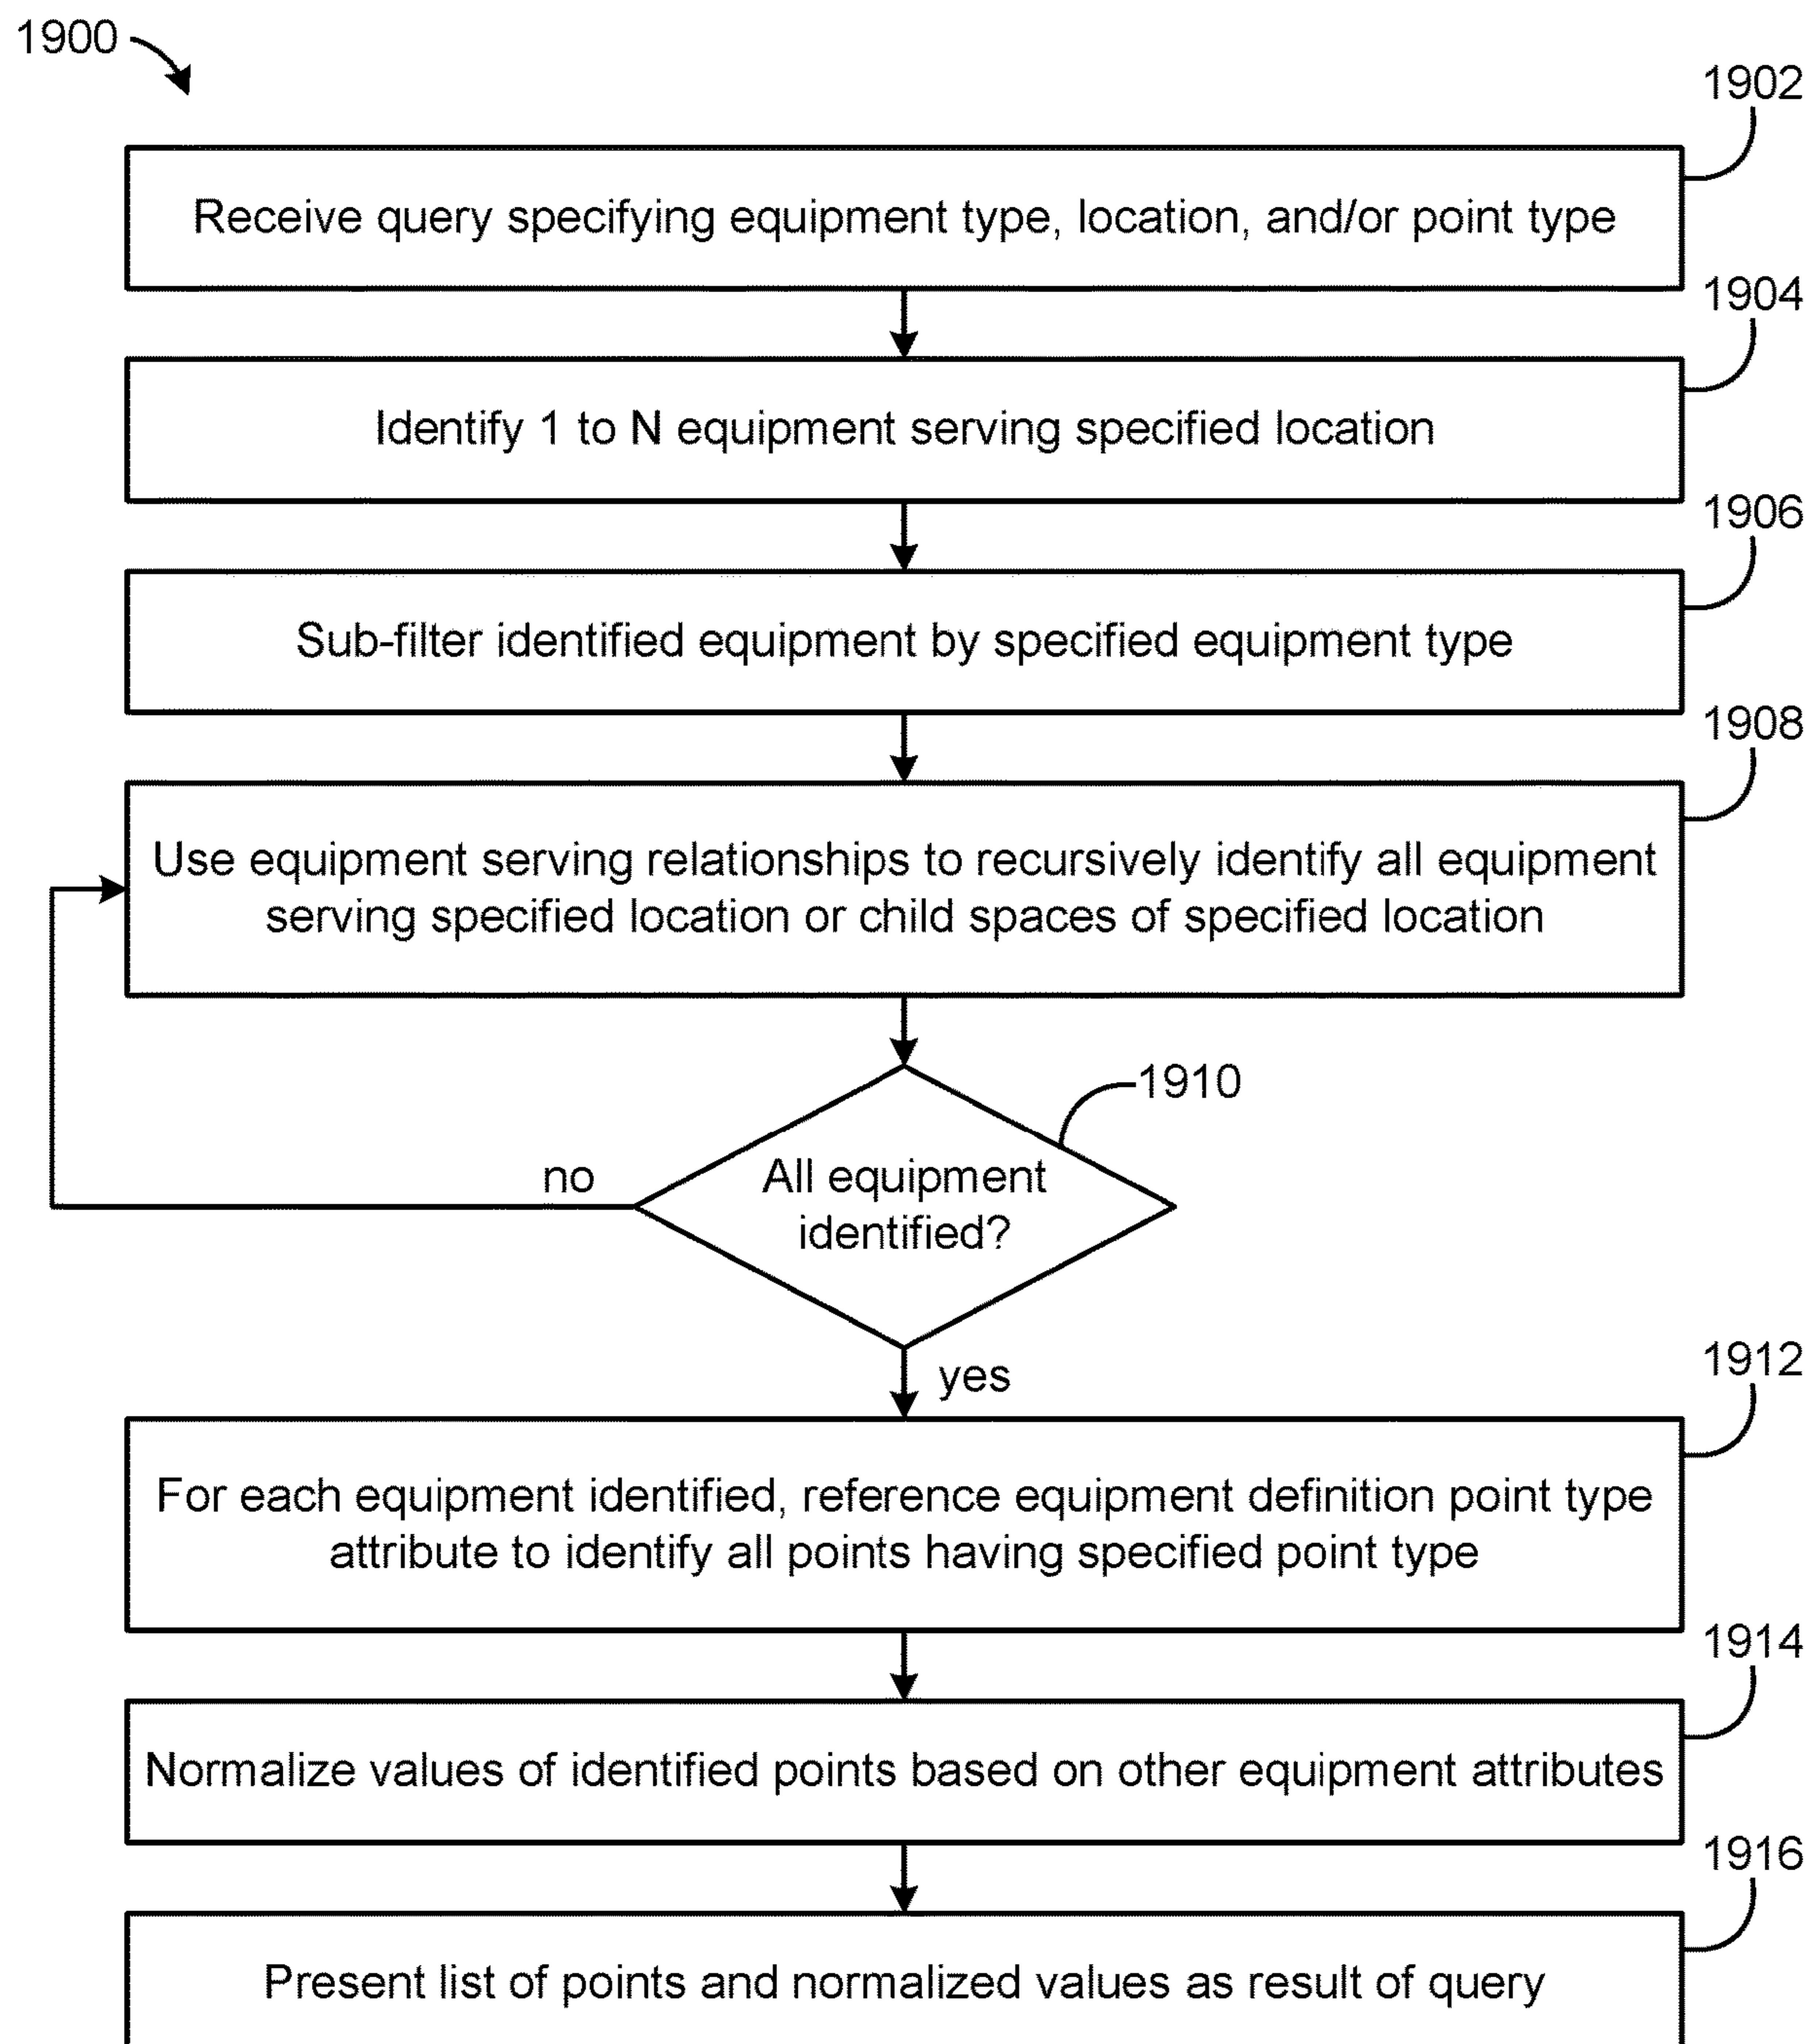 1900
1902
Receive query specifying equipment type, location, and/or point type
1904
Identify 1 to N equipment serving specified location
1906
Sub-filter identified equipment by specified equipment type
1908
Use equipment serving relationships to recursively identify all equipment
serving specified location or child spaces of specified location
1910
All equipment
identified?
no
yes
1912
For each equipment identified, reference equipment definition point type
attribute to identify all points having specified point type
1914
Normalize values of identified points based on other equipment attributes
1916
Present list of points and normalized values as result of query